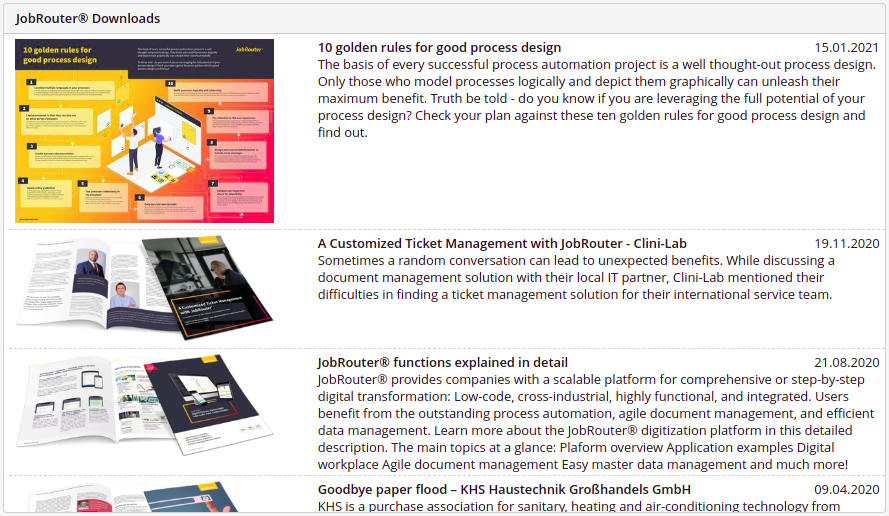 JobRouter® Downloads
10 golden rules for
good process design
JobRouter
10 golden rules for good process design
15.01.2021
The basis of every successful process automation project is a well thought-out process design.
Only those who model processes logically and depict them graphically can unleash their
maximum benefit. Truth be told - do you know if you are leveraging the full potential of your
process design? Check your plan against these ten golden rules for good process design and
find out.
A Customized Ticket Management
with JobRouter
A Customized Ticket Management with JobRouter - Clini-Lab
19.11.2020
Sometimes a random conversation can lead to unexpected benefits. While discussing a
document management solution with their local IT partner, Clini-Lab mentioned their
difficulties in finding a ticket management solution for their international service team.
JobRouter® functions explained in detail
21.08.2020
JobRouter® provides companies with a scalable platform for comprehensive or step-by-step
digital transformation: Low-code, cross-industrial, highly functional, and integrated. Users
benefit from the outstanding process automation, agile document management, and efficient
data management. Learn more about the JobRouter® digitization platform in this detailed
description. The main topics at a glance: Plaform overview Application examples Digital
workplace Agile document management Easy master data management and much more!
Goodbye paper flood – KHS Haustechnik Großhandels GmbH
09.04.2020
KHS is a purchase association for sanitary, heating and air-conditioning technology from